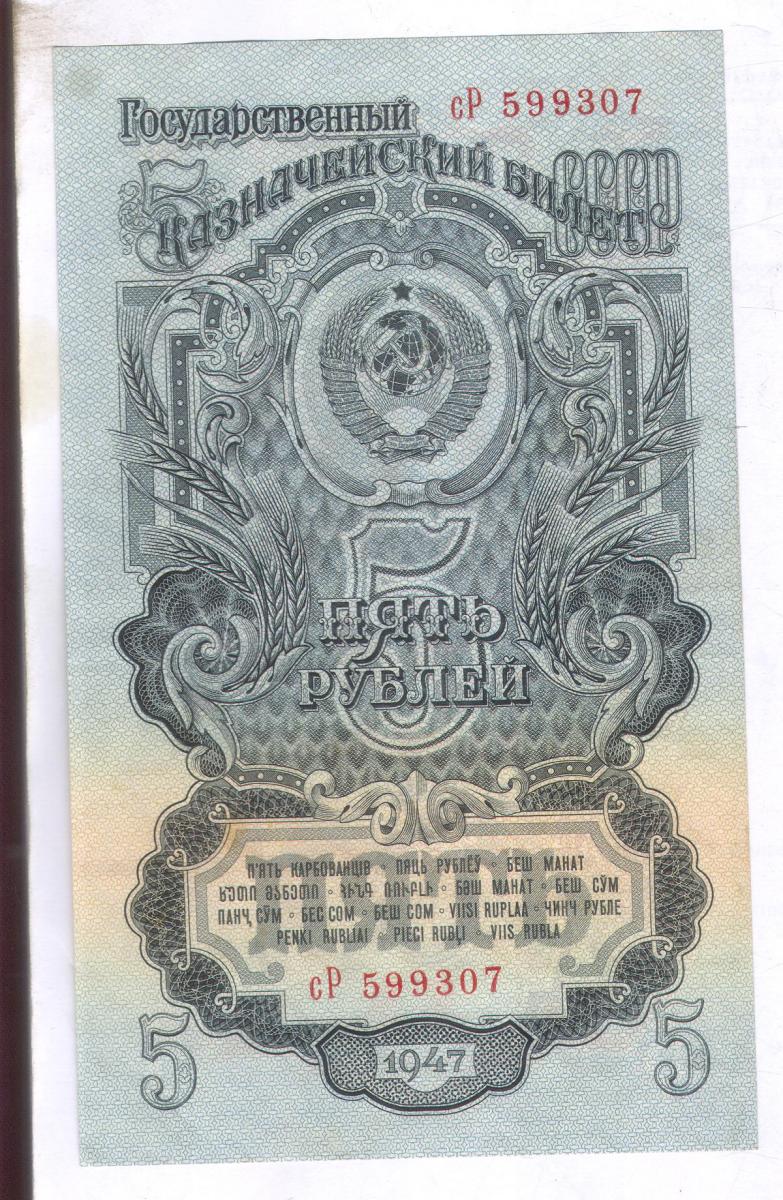 Государственный
сР 599307
Казначейский билет
5
СССР
5
ПЯТЬ
РУБЛЕЙ
П'ЯТЬ КАРБОВАНЦІВ ◦ ПЯЦЬ РУБЛЁЎ ◦ БЕШ МАНАТ
ხუთი მანეთი ◦ ՀԻՆԳ ՌՈՒԲԼԻ ◦ БӘШ МАНАТ ◦ БЕШ СЎМ
ПАНҶ СӮМ ◦ БЕС СОМ ◦ БЕШ СОМ ◦ VIISI RUPLAA ◦ ЧИНЧ РУБЛЕ
PENKI RUBLIAI ◦ PIECI RUBĻI VIIS RUBLA
сР 599307
5
1947
5